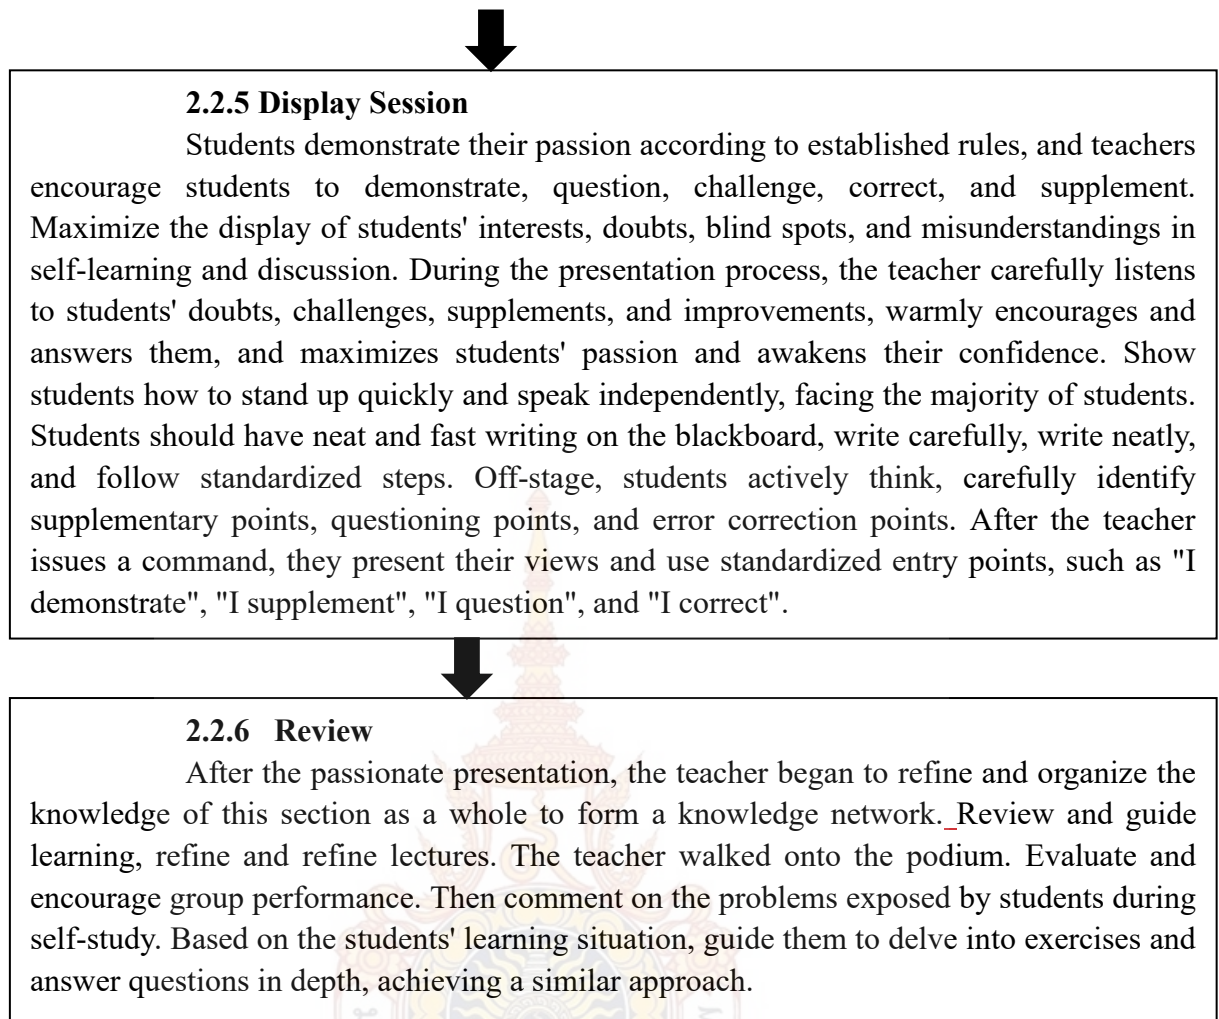 2.2.5 Display Session
Students demonstrate their passion according to established rules, and teachers
encourage students to demonstrate, question, challenge, correct, and supplement.
Maximize the display of students' interests, doubts, blind spots, and misunderstandings in
self-learning and discussion. During the presentation process, the teacher carefully listens
to students' doubts, challenges, supplements, and improvements, warmly encourages and
answers them, and maximizes students' passion and awakens their confidence. Show
students how to stand up quickly and speak independently, facing the majority of students.
Students should have neat and fast writing on the blackboard, write carefully, write neatly,
and follow standardized steps. Off-stage, students actively think, carefully identify
supplementary points, questioning points, and error correction points. After the teacher
issues a command, they present their views and use standardized entry points, such as "I
demonstrate", "I supplement", "I question", and "I correct".
2.2.6 Review
After the passionate presentation, the teacher began to refine and organize the
knowledge of this section as a whole to form a knowledge network. Review and guide
learning, refine and refine lectures. The teacher walked onto the podium. Evaluate and
encourage group performance. Then comment on the problems exposed by students during
self-study. Based on the students' learning situation, guide them to delve into exercises and
answer questions in depth, achieving a similar approach.